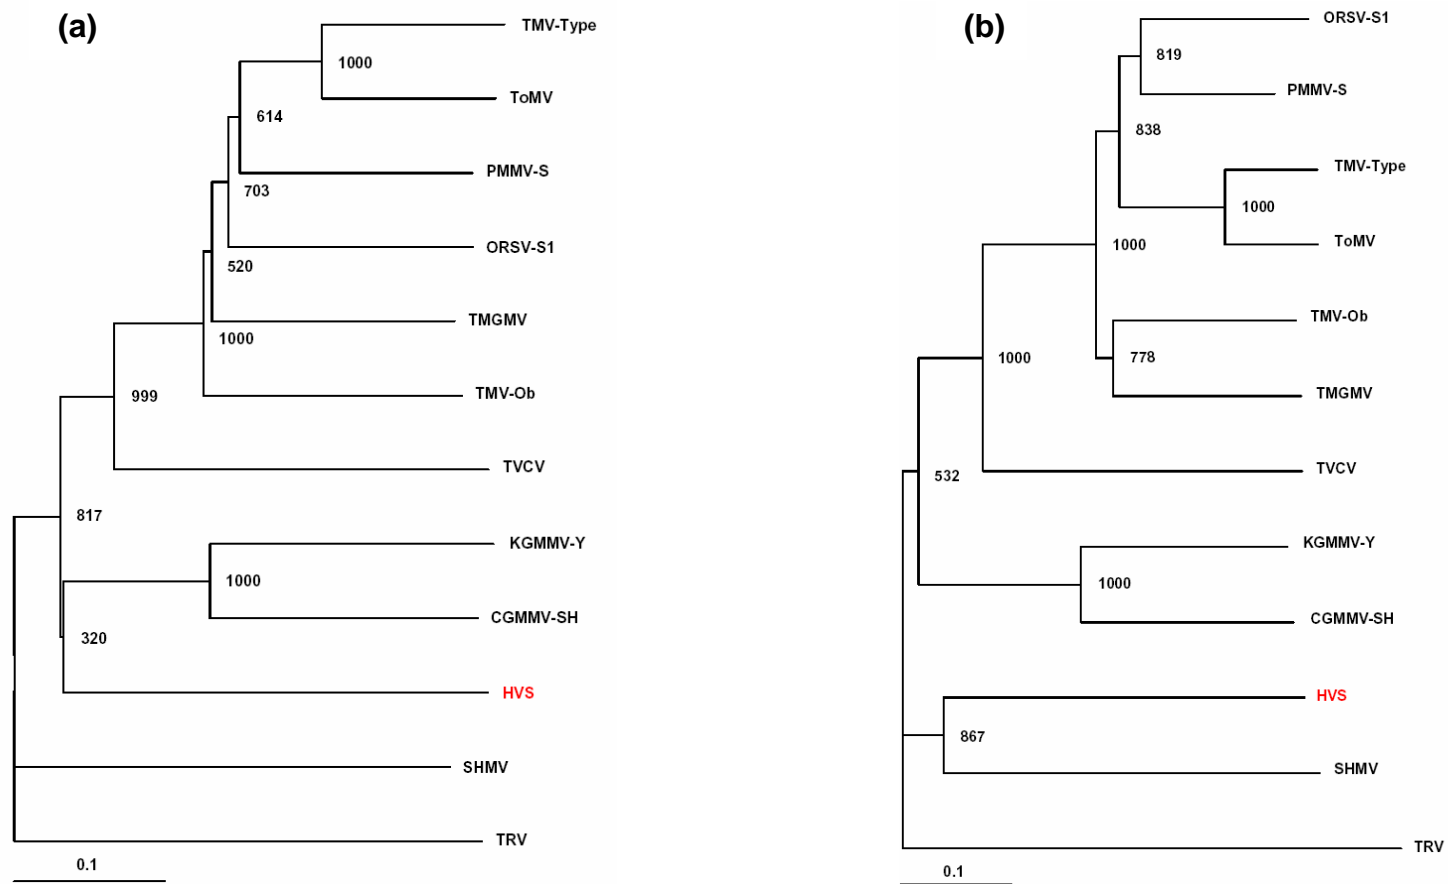 (a)
TMV-Type
1000
ToMV
614
PMMV-S
703
ORSV-S1
520
TMGMV
1000
TMV-Ob
999
TVCV
817
KGMMV-Y
1000
CGMMV-SH
320
HVS
SHMV
TRV
0.1
(b)
ORSV-S1
819
PMMV-S
838
TMV-Type
1000
ToMV
1000
TMV-Ob
778
1000
TMGMV
TVCV
532
KGMMV-Y
1000
CGMMV-SH
HVS
867
SHMV
TRV
0.1